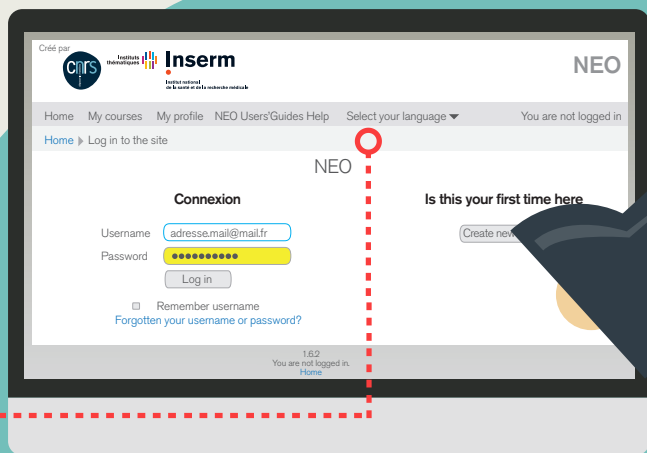 Créé par
cnrs
Instituts
thématiques
Inserm
Institut national
de la santé et de la recherche médicale
NEO
Home My courses My profile NEO Users'Guides Help Select your language You are not logged in
Home Log in to the site
NEO
Connexion
Is this your first time here
Username adresse.mail@mail.fr
Create new
Password ●●●●●●●●●●
Log in
Remember username
Forgotten your username or password?
1.6.2
You are not logged in.
Home